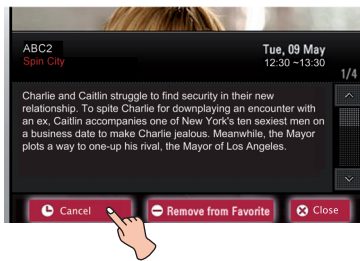 ABC2
Tue, 09 May
Spin City
12:30 ~13:30
1/4
Charlie and Caitlin struggle to find security in their new
relationship. To spite Charlie for downplaying an encounter with
an ex, Caitlin accompanies one of New York's ten sexiest men on
a business date to make Charlie jealous. Meanwhile, the Mayor
plots a way to one-up his rival, the Mayor of Los Angeles.
Cancel
Remove from Favorite
Close